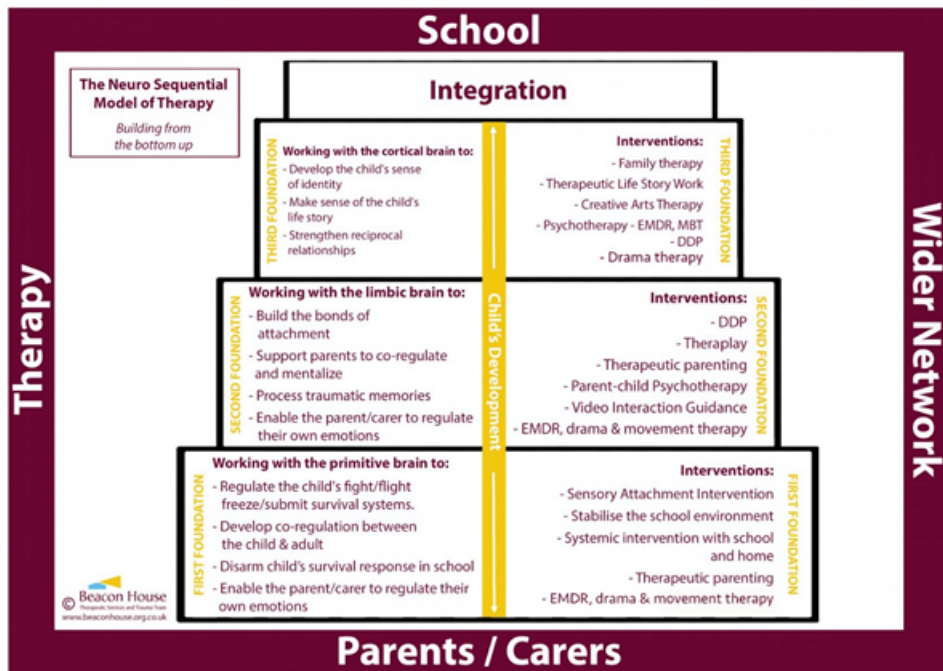 School
The Neuro Sequential
Model of Therapy
Building from
the bottom up
Integration
THIRD FOUNDATION
Working with the cortical brain to:
- Develop the child's sense
of identity
- Make sense of the child's
life story
- Strengthen reciprocal
relationships
Interventions:
- Family therapy
- Therapeutic Life Story Work
- Creative Arts Therapy
- Psychotherapy - EMDR, MBT
- DDP
- Drama therapy
THIRD FOUNDATION
SECOND FOUNDATION
Working with the limbic brain to:
- Build the bonds of
attachment
- Support parents to co-regulate
and mentalize
- Process traumatic memories
- Enable the parent/carer to regulate
their own emotions
Child's Development
Interventions:
- DDP
- Theraplay
- Therapeutic parenting
- Parent-child Psychotherapy
- Video Interaction Guidance
- EMDR, drama & movement therapy
SECOND FOUNDATION
FIRST FOUNDATION
Working with the primitive brain to:
- Regulate the child's fight/flight
freeze/submit survival systems.
- Develop co-regulation between
the child & adult
- Disarm child's survival response in school
- Enable the parent/carer to regulate their
own emotions
Interventions:
- Sensory Attachment Intervention
- Stabilise the school environment
- Systemic intervention with school
and home
- Therapeutic parenting
- EMDR, drama & movement therapy
FIRST FOUNDATION
Therapy
Wider Network
© Beacon House
Therapeutic Services and Trauma Team
www.beaconhouse.org.uk
Parents / Carers